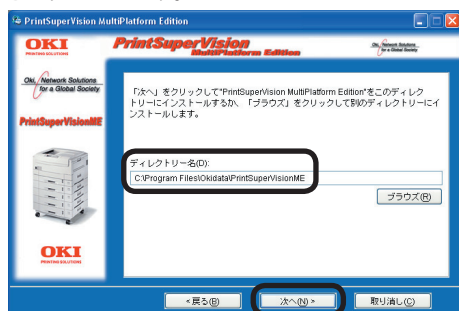 PrintSuperVision MultiPlatform Edition
OKI
PRINTING SOLUTIONS
PrintSuperVision
MultiPlatform Edition
Oki, Network Solutions
for a Global Society
Oki, Network Solutions
for a Global Society
PrintSuperVisionME
OKI
PRINTING SOLUTIONS
「次へ」をクリックして"PrintSuperVision MultiPlatform Edition"をこのディレク
トリーにインストールするか、「ブラウズ」をクリックして別のディレクトリーにイ
ンストールします。
ディレクトリー名(D):
C:\Program Files\Okidata\PrintSuperVisionME
ブラウズ(R)
<戻る(B)
次へ(N) >
取り消し(C)